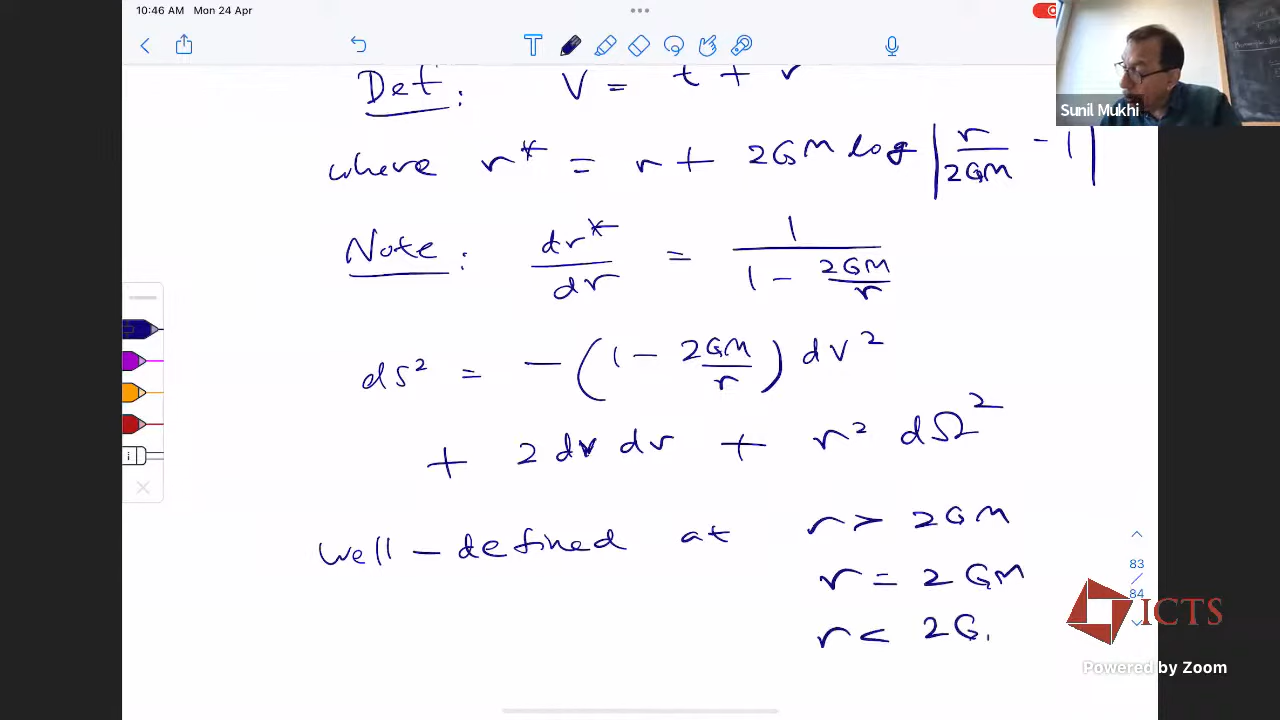 10:46 AM Mon 24 Apr
Def: V = t + r
Sunil Mukhi
where r* = r + 2GM log | r/2GM - 1 |
Note: dr*/dr = 1/(1 - 2GM/r)
ds² = - ( 1 - 2GM/r ) dv²
+ 2 dv dr + r² dΩ²
Well-defined at r > 2GM
r = 2GM
r < 2G.
83
/
84
ICTS
Powered by Zoom